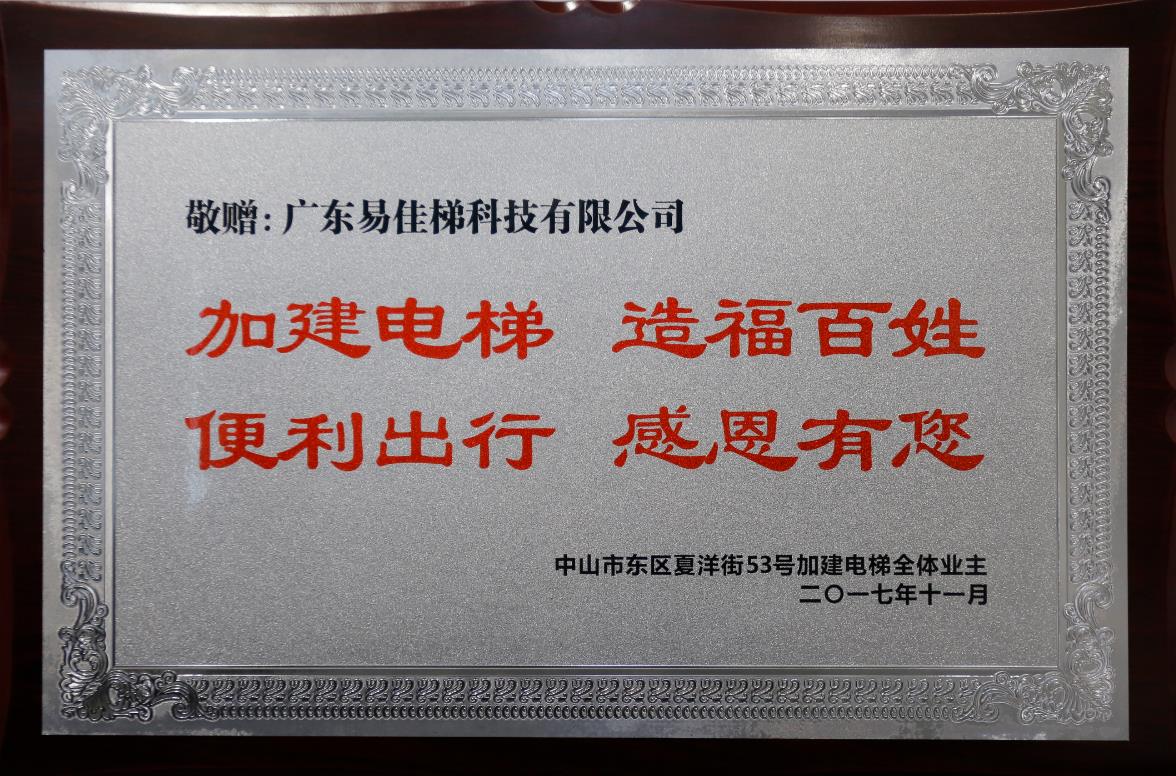 敬赠：广东易佳梯科技有限公司
加建电梯 造福百姓
便利出行 感恩有您
中山市东区夏洋街53号加建电梯全体业主
二〇一七年十一月